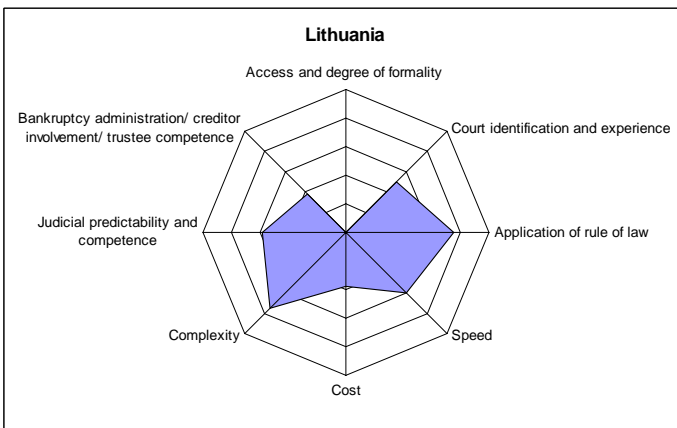 Lithuania
Access and degree of formality
Bankruptcy administration/ creditor
involvement/ trustee competence
Court identification and experience
Judicial predictability and
competence
Application of rule of law
Complexity
Speed
Cost